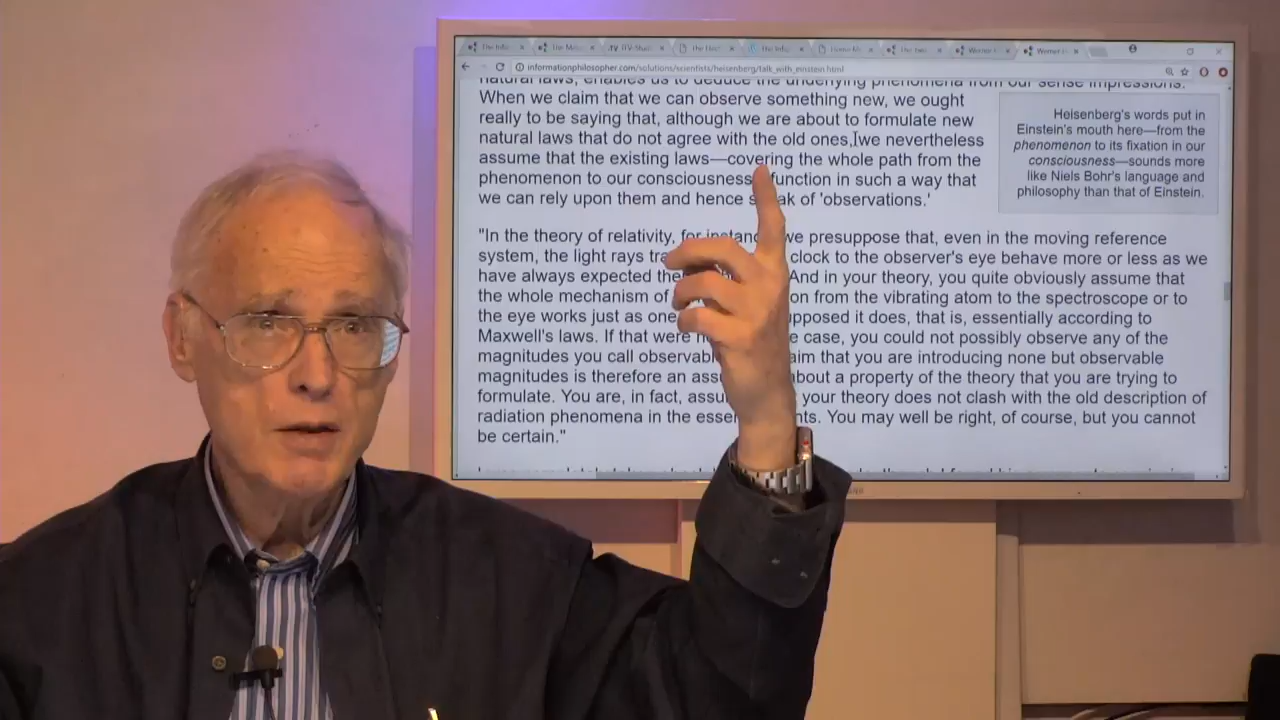 The Info
informationphilosopher.com/solutions/scientists/heisenberg/talk_with_einstein.html
natural laws, enables us to deduce the underlying phenomena from our sense impressions.
When we claim that we can observe something new, we ought
really to be saying that, although we are about to formulate new
natural laws that do not agree with the old ones, we nevertheless
assume that the existing laws—covering the whole path from the
phenomenon to our consciousness function in such a way that
we can rely upon them and hence speak of 'observations.'
Heisenberg's words put in
Einstein's mouth here—from the
phenomenon to its fixation in our
consciousness—sounds more
like Niels Bohr's language and
philosophy than that of Einstein.
"In the theory of relativity, for instance we presuppose that, even in the moving reference
system, the light rays clock to the observer's eye behave more or less as we
have always expected And in your theory, you quite obviously assume that
the whole mechanism of from the vibrating atom to the spectroscope or to
the eye works just as one supposed it does, that is, essentially according to
Maxwell's laws. If that were case, you could not possibly observe any of the
magnitudes you call that you are introducing none but observable
magnitudes is therefore an about a property of the theory that you are trying to
formulate. You are, in fact, your theory does not clash with the old description of
radiation phenomena in the You may well be right, of course, but you cannot
be certain."